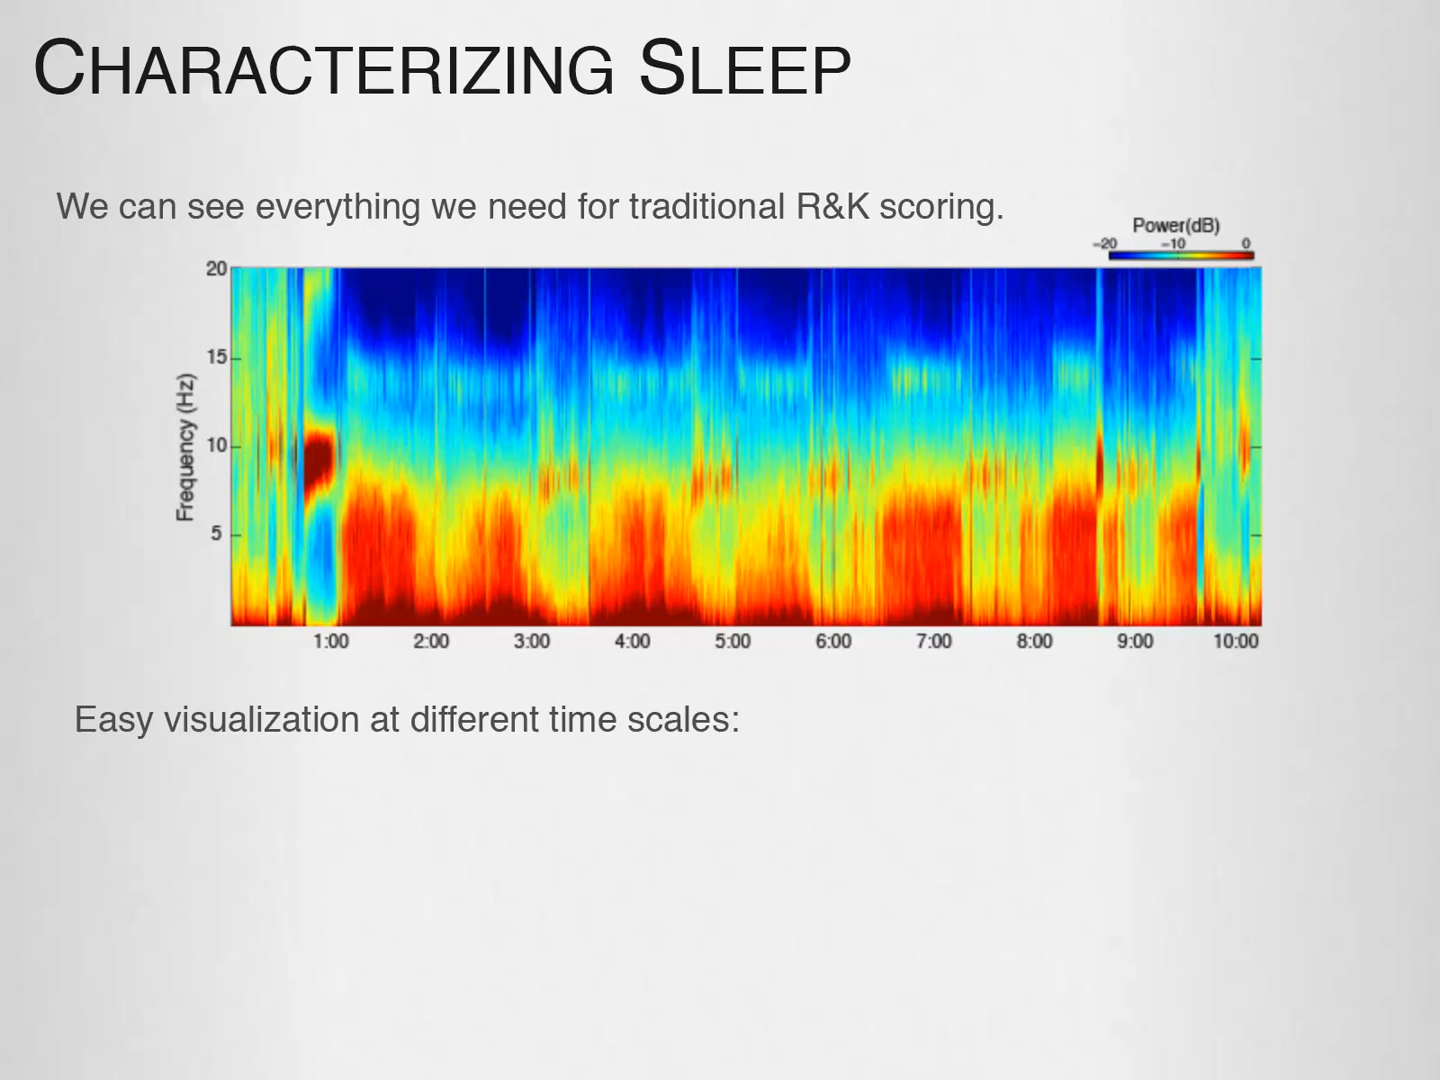 CHARACTERIZING SLEEP
We can see everything we need for traditional R&K scoring.
Power(dB)
−20 −10 0
20
15
10
5
Frequency (Hz)
1:00 2:00 3:00 4:00 5:00 6:00 7:00 8:00 9:00 10:00
Easy visualization at different time scales: